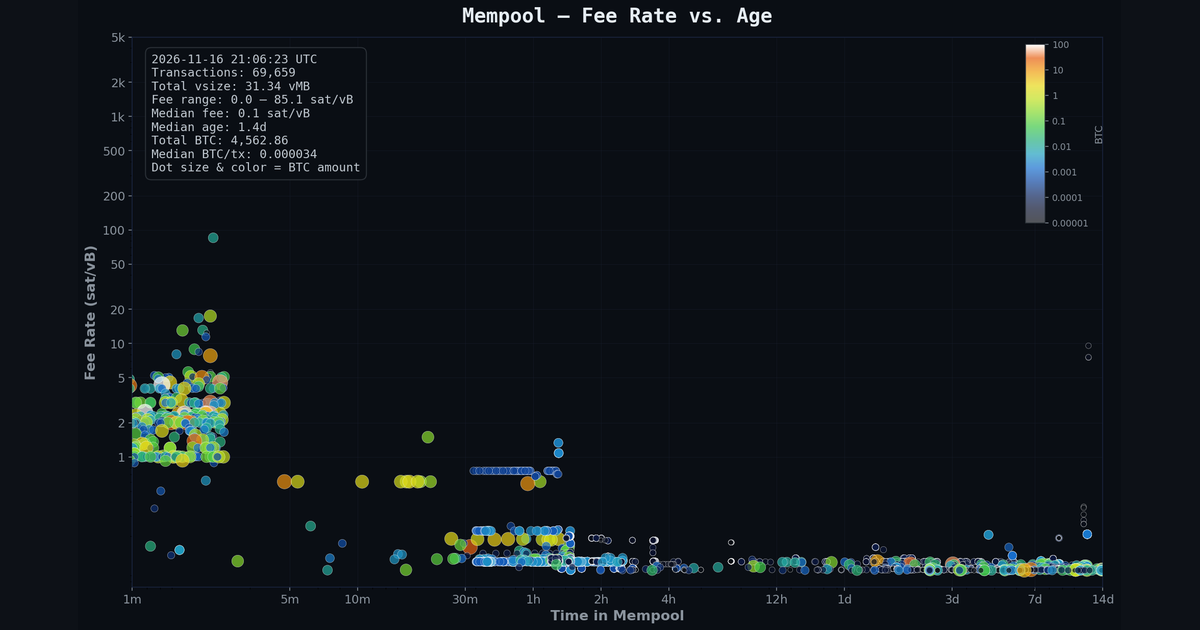 Mempool — Fee Rate vs. Age
2026-11-16 21:06:23 UTC
Transactions: 69,659
Total vsize: 31.34 vMB
Fee range: 0.0 – 85.1 sat/vB
Median fee: 0.1 sat/vB
Median age: 1.4d
Total BTC: 4,562.86
Median BTC/tx: 0.000034
Dot size & color = BTC amount
Fee Rate (sat/vB)
5k
2k
1k
500
200
100
50
20
10
5
2
1
100
10
1
0.1
0.01
0.001
0.0001
0.00001
BTC
1m 5m 10m 30m 1h 2h 4h 12h 1d 3d 7d 14d
Time in Mempool